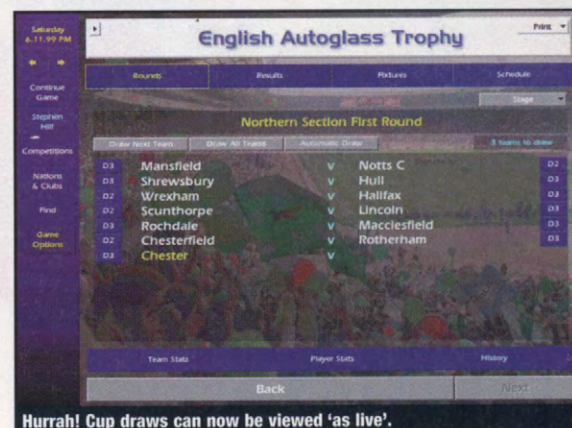 Saturday
6.11.99 PM
Continue
Game
Stephen
Hill
Competitions
Nations
& Clubs
Find
Game
Options
English Autoglass Trophy
Print
Rounds Results Fixtures Schedule
Stage
Northern Section First Round
Draw Next Team Draw All Teams Automatic Draw 3 teams to draw
D3 Mansfield v Notts C D2
D3 Shrewsbury v Hull D3
D2 Wrexham v Halifax D3
D2 Scunthorpe v Lincoln D3
D3 Rochdale v Macclesfield D3
D2 Chesterfield v Rotherham D3
D3 Chester v
Team Stats Player Stats History
Back Next
Hurrah! Cup draws can now be viewed 'as live'.